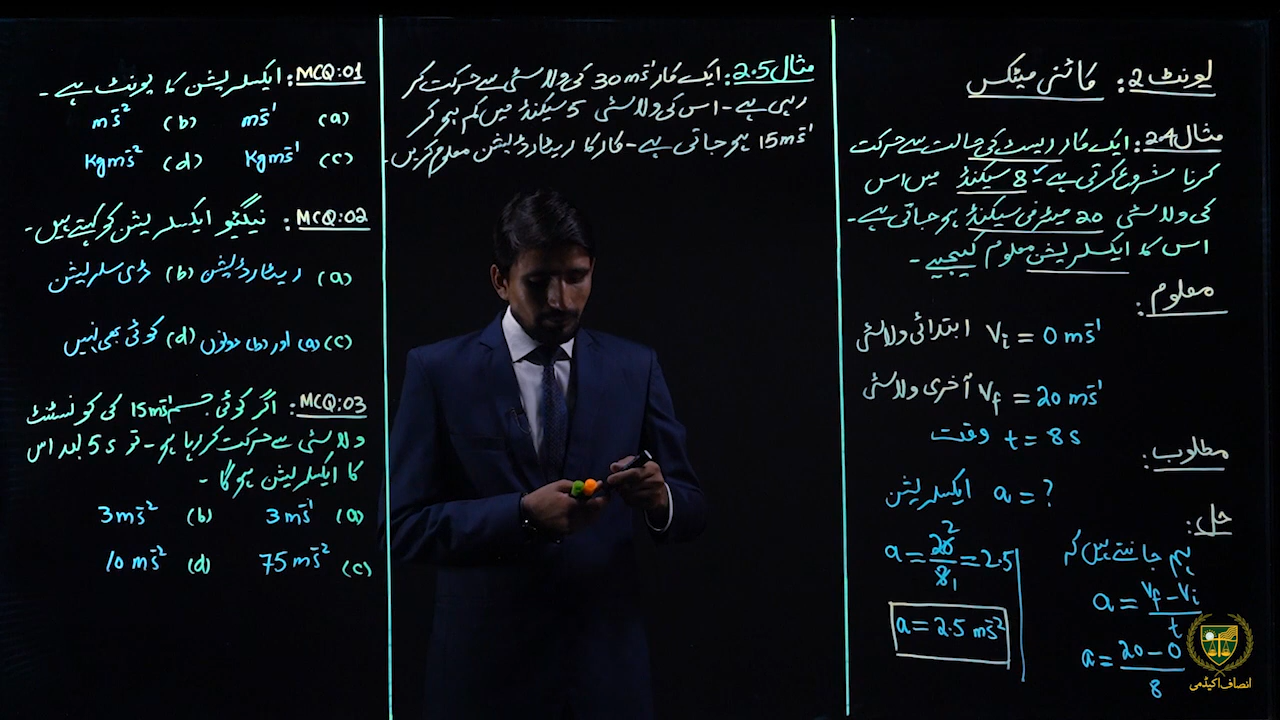 یونٹ 2: کائنی میٹکس
مثال 2.4: ایک کار ریسٹ کی حالت سے حرکت
کرنا شروع کرتی ہے۔ 8 سیکنڈ میں اس
کی ولاسٹی 20 میٹر فی سیکنڈ ہو جاتی ہے۔
اس کا ایکسلریشن معلوم کیجیے۔
معلوم:
ابتدائی ولاسٹی Vi = 0 ms⁻¹
آخری ولاسٹی Vf = 20 ms⁻¹
وقت t = 8 s
مطلوب:
ایکسلریشن a = ?
حل:
ہم جانتے ہیں کہ
a = (Vf - Vi)/t
a = (20 - 0)/8
a = 20/8 = 2.5
a = 2.5 ms⁻²
مثال 2.5: ایک کار 30 ms⁻¹ کی ولاسٹی سے حرکت کر
رہی ہے۔ اس کی ولاسٹی 5 سیکنڈ میں کم ہو کر
15 ms⁻¹ ہو جاتی ہے۔ کار کا ریٹارڈیشن معلوم کریں۔
MCQ:01: ایکسلریشن کا یونٹ ہے۔
(a) ms⁻¹ (b) ms⁻²
(c) Kgms⁻¹ (d) Kgms⁻²
MCQ:02: نیگٹیو ایکسلریشن کو کہتے ہیں۔
(a) ریٹارڈیشن (b) ڈی سلریشن
(c) (a) اور (b) دونوں (d) کوئی بھی نہیں
MCQ:03: اگر کوئی جسم 15 ms⁻¹ کی کونسٹنٹ
ولاسٹی سے حرکت کر رہا ہو۔ تو 5 s بعد اس
کا ایکسلریشن ہو گا۔
(a) 3 ms⁻¹ (b) 3 ms⁻²
(c) 75 ms⁻² (d) 10 ms⁻²
انصاف اکیڈمی